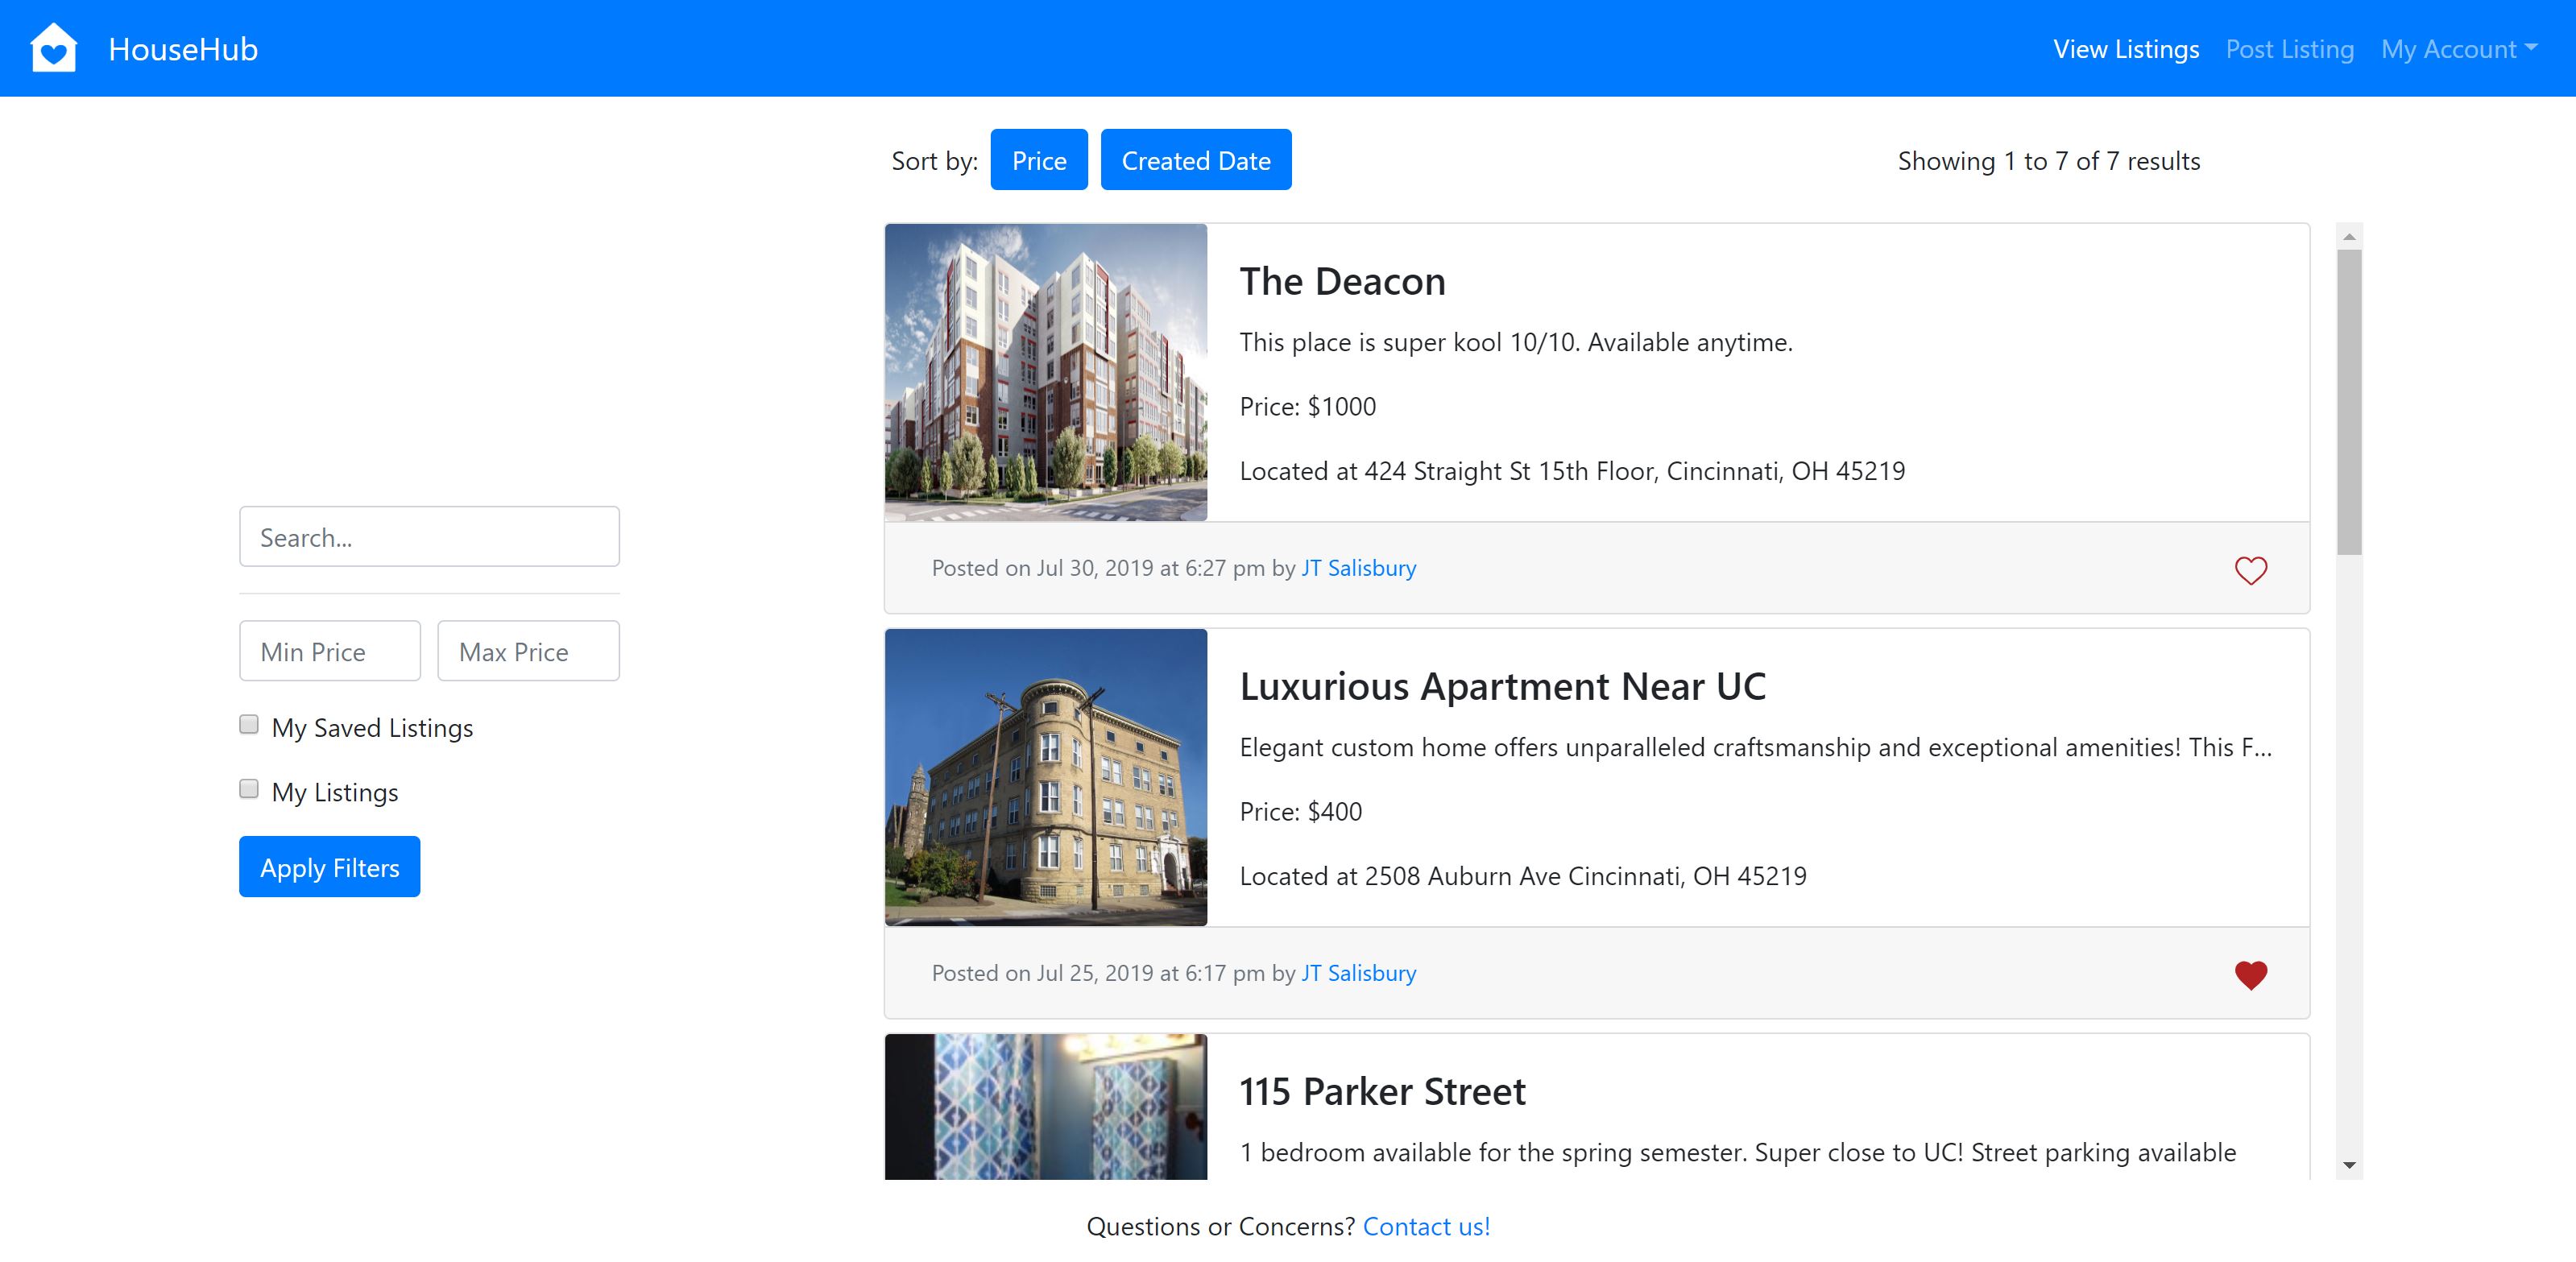 HouseHub
View Listings Post Listing My Account
Sort by: Price Created Date
Showing 1 to 7 of 7 results
Search...
Min Price Max Price
My Saved Listings
My Listings
Apply Filters
The Deacon
This place is super kool 10/10. Available anytime.
Price: $1000
Located at 424 Straight St 15th Floor, Cincinnati, OH 45219
Posted on Jul 30, 2019 at 6:27 pm by JT Salisbury
Luxurious Apartment Near UC
Elegant custom home offers unparalleled craftsmanship and exceptional amenities! This F...
Price: $400
Located at 2508 Auburn Ave Cincinnati, OH 45219
Posted on Jul 25, 2019 at 6:17 pm by JT Salisbury
115 Parker Street
1 bedroom available for the spring semester. Super close to UC! Street parking available
Questions or Concerns? Contact us!